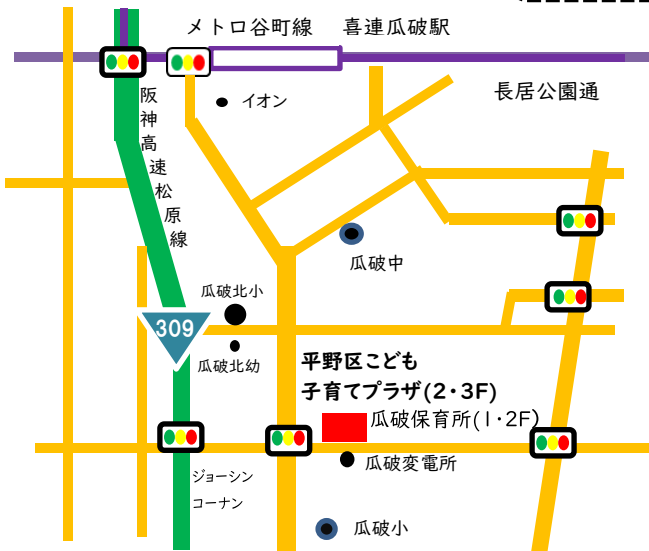 メトロ谷町線　喜連瓜破駅
長居公園通
イオン
阪神高速松原線
瓜破中
瓜破北小
309
瓜破北幼
平野区こども
子育てプラザ(2・3F)
瓜破保育所(1・2F)
瓜破変電所
ジョーシン
コーナン
瓜破小